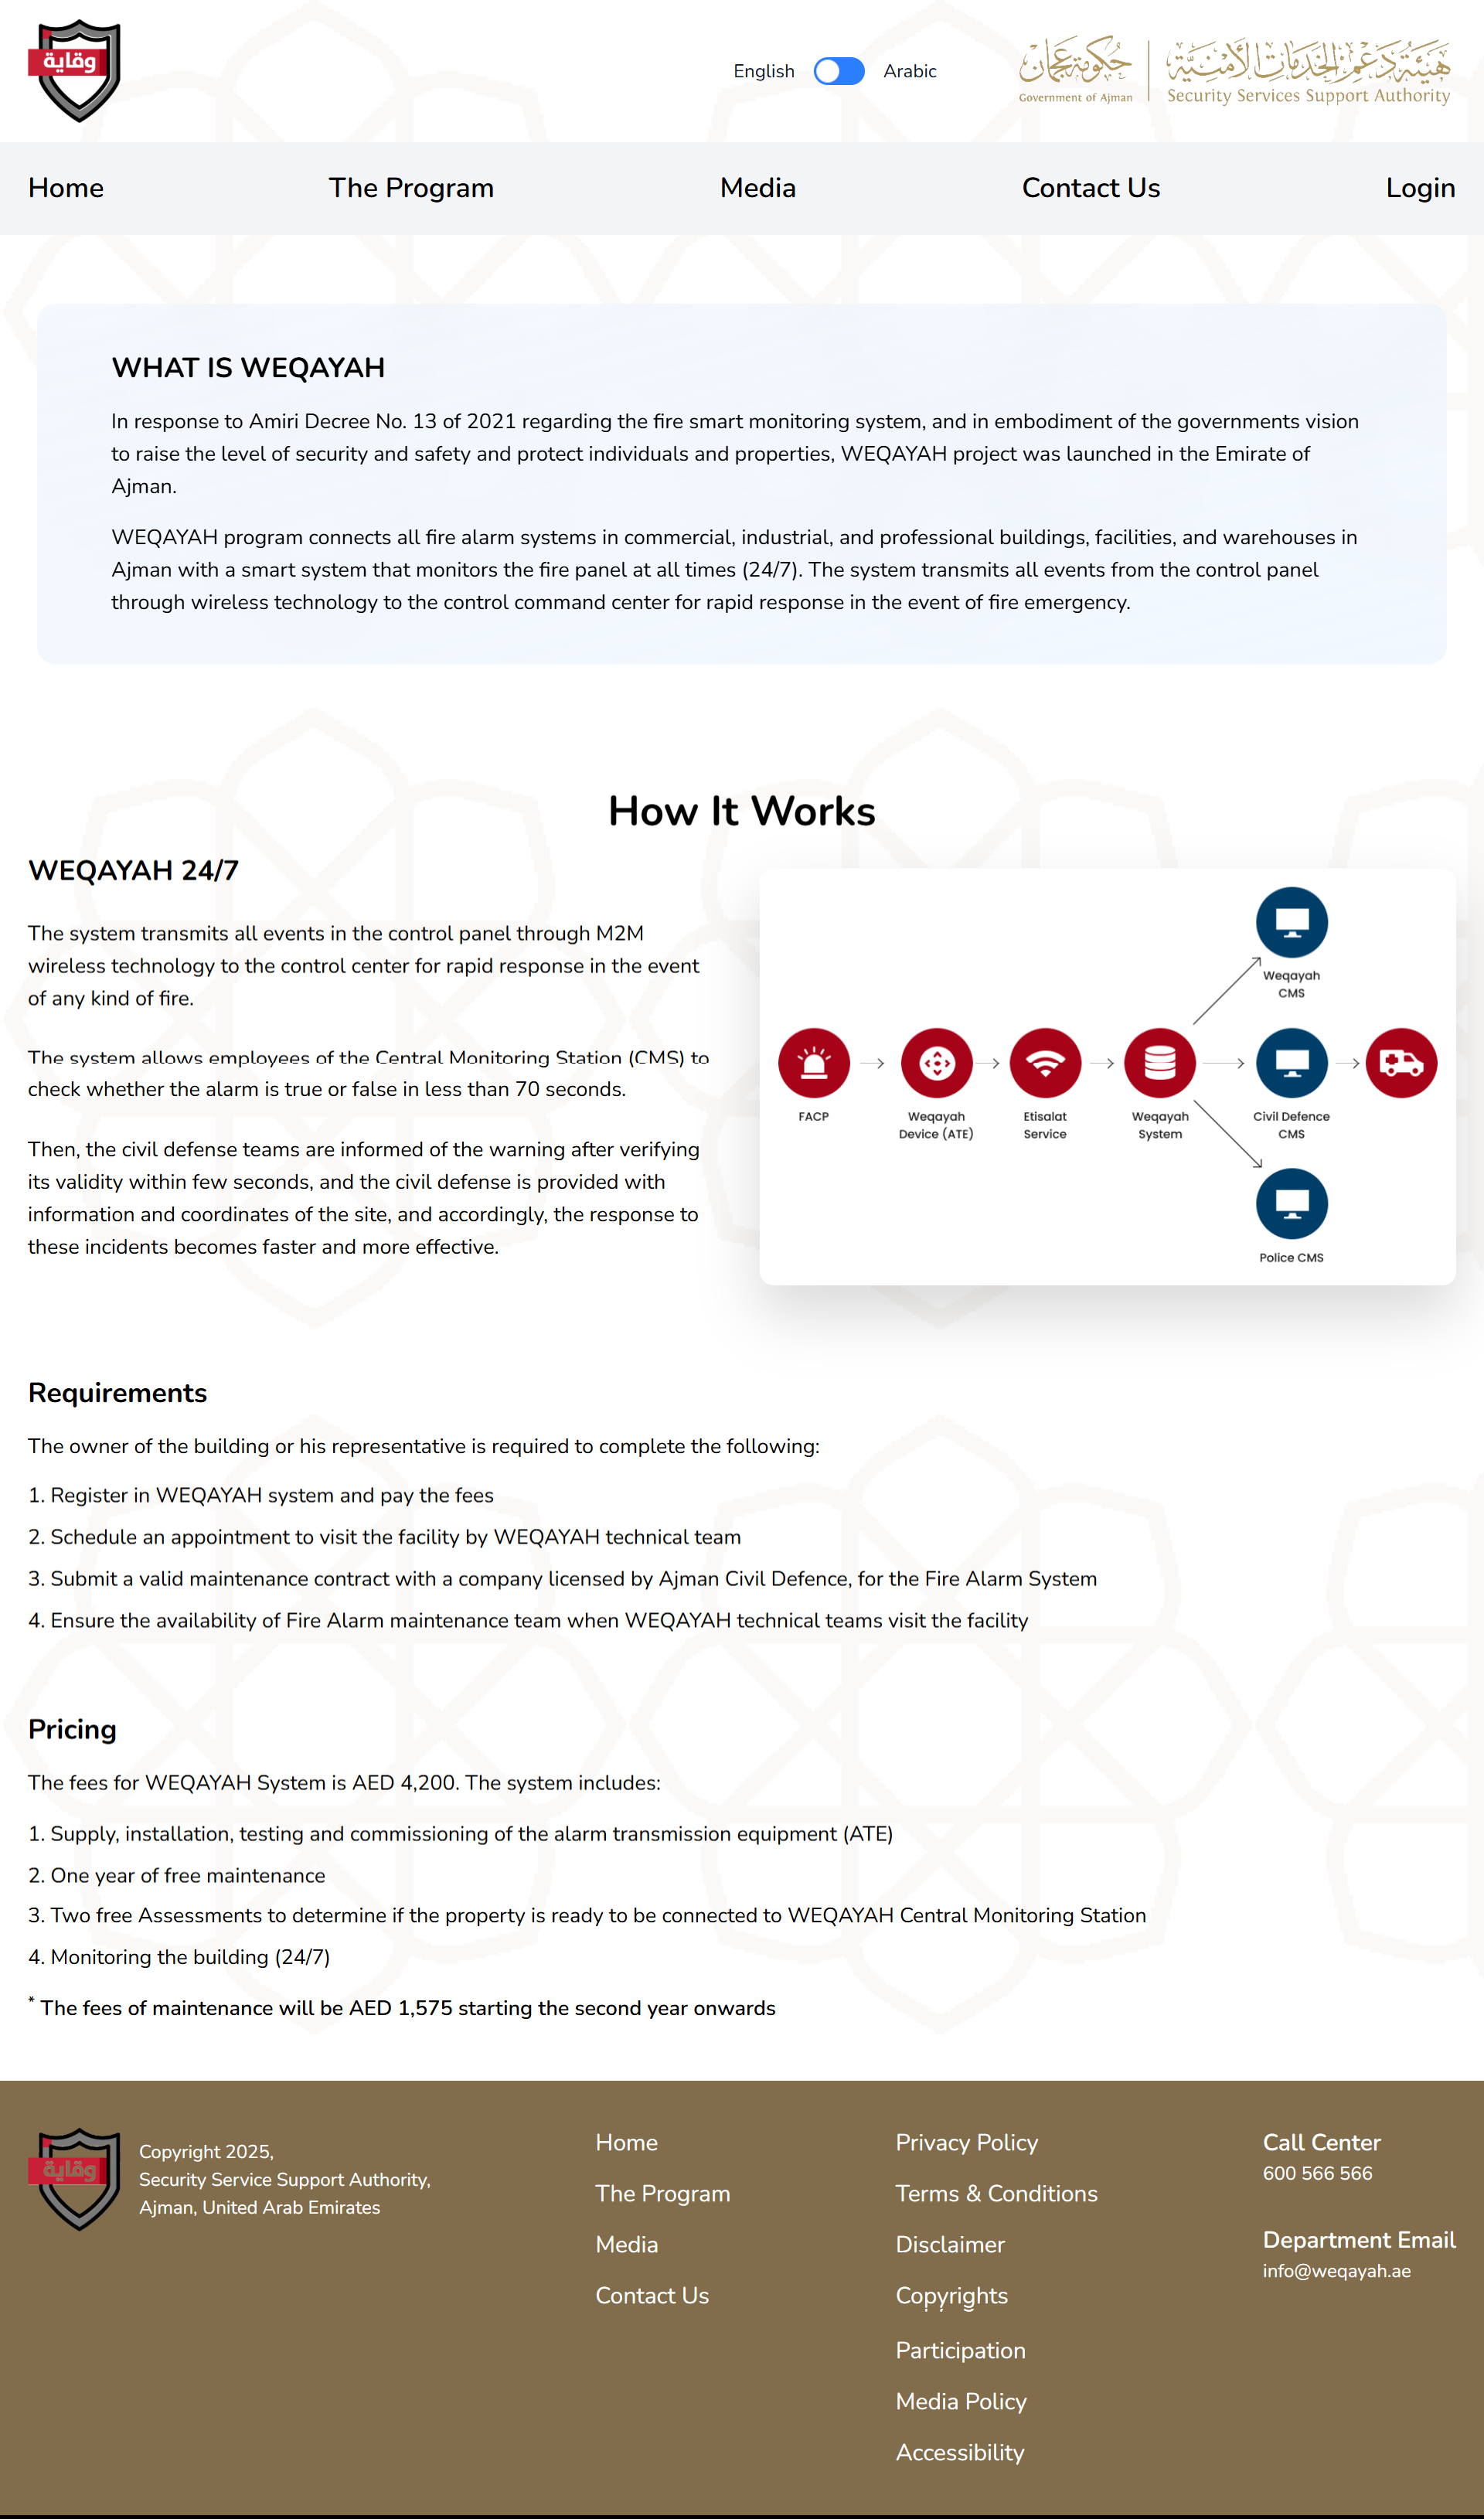 وقاية
English
Arabic
حكومة عجمان
Government of Ajman
هيئة دعم الخدمات الأمنية
Security Services Support Authority
Home
The Program
Media
Contact Us
Login
WHAT IS WEQAYAH
In response to Amiri Decree No. 13 of 2021 regarding the fire smart monitoring system, and in embodiment of the governments vision
to raise the level of security and safety and protect individuals and properties, WEQAYAH project was launched in the Emirate of
Ajman.
WEQAYAH program connects all fire alarm systems in commercial, industrial, and professional buildings, facilities, and warehouses in
Ajman with a smart system that monitors the fire panel at all times (24/7). The system transmits all events from the control panel
through wireless technology to the control command center for rapid response in the event of fire emergency.
How It Works
WEQAYAH 24/7
The system transmits all events in the control panel through M2M
wireless technology to the control center for rapid response in the event
of any kind of fire.
The system allows employees of the Central Monitoring Station (CMS) to
check whether the alarm is true or false in less than 70 seconds.
Then, the civil defense teams are informed of the warning after verifying
its validity within few seconds, and the civil defense is provided with
information and coordinates of the site, and accordingly, the response to
these incidents becomes faster and more effective.
FACP
Weqayah
Device (ATE)
Etisalat
Service
Weqayah
System
Weqayah
CMS
Civil Defence
CMS
Police CMS
Requirements
The owner of the building or his representative is required to complete the following:
1. Register in WEQAYAH system and pay the fees
2. Schedule an appointment to visit the facility by WEQAYAH technical team
3. Submit a valid maintenance contract with a company licensed by Ajman Civil Defence, for the Fire Alarm System
4. Ensure the availability of Fire Alarm maintenance team when WEQAYAH technical teams visit the facility
Pricing
The fees for WEQAYAH System is AED 4,200. The system includes:
1. Supply, installation, testing and commissioning of the alarm transmission equipment (ATE)
2. One year of free maintenance
3. Two free Assessments to determine if the property is ready to be connected to WEQAYAH Central Monitoring Station
4. Monitoring the building (24/7)
* The fees of maintenance will be AED 1,575 starting the second year onwards
وقاية
Copyright 2025,
Security Service Support Authority,
Ajman, United Arab Emirates
Home
The Program
Media
Contact Us
Privacy Policy
Terms & Conditions
Disclaimer
Copyrights
Participation
Media Policy
Accessibility
Call Center
600 566 566
Department Email
info@weqayah.ae